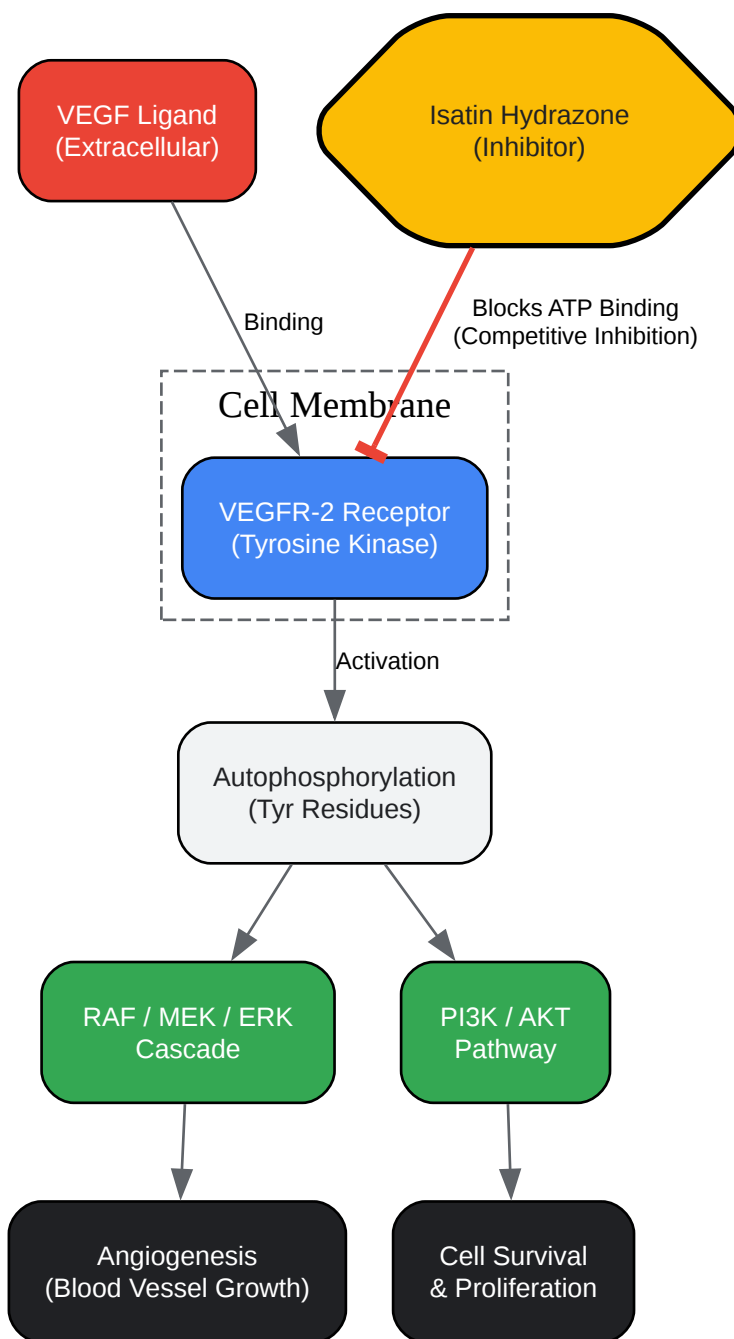 VEGF Ligand
(Extracellular)
Isatin Hydrazone
(Inhibitor)
Binding
Blocks ATP Binding
(Competitive Inhibition)
Cell Membrane
VEGFR-2 Receptor
(Tyrosine Kinase)
Activation
Autophosphorylation
(Tyr Residues)
RAF / MEK / ERK
Cascade
PI3K / AKT
Pathway
Angiogenesis
(Blood Vessel Growth)
Cell Survival
& Proliferation